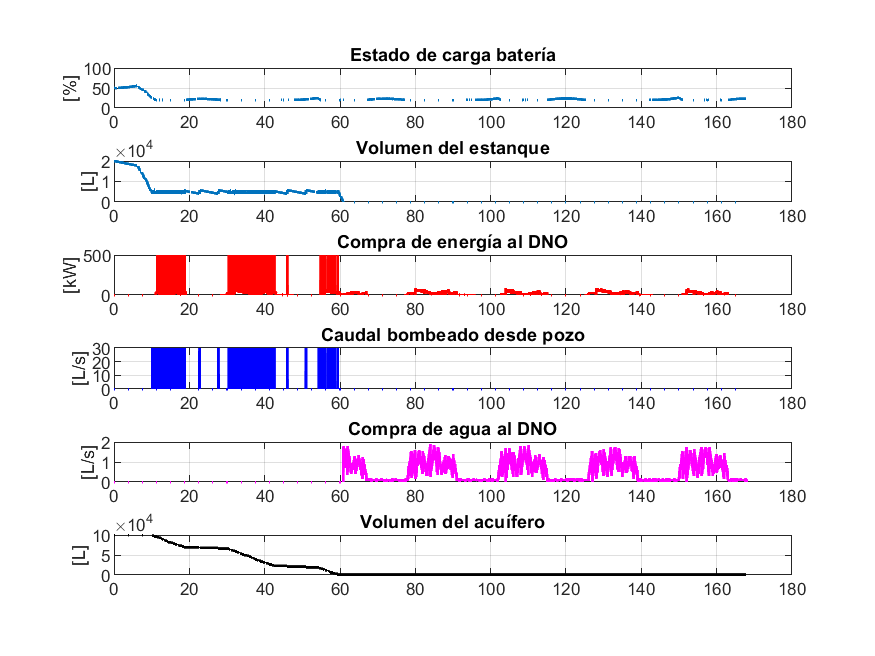 Estado de carga batería
[%]
100
50
0
0 20 40 60 80 100 120 140 160 180
Volumen del estanque
×10^4
[L]
2
1
0
0 20 40 60 80 100 120 140 160 180
Compra de energía al DNO
[kW]
500
0
0 20 40 60 80 100 120 140 160 180
Caudal bombeado desde pozo
[L/s]
30
20
10
0
0 20 40 60 80 100 120 140 160 180
Compra de agua al DNO
[L/s]
2
1
0
0 20 40 60 80 100 120 140 160 180
Volumen del acuífero
×10^4
[L]
10
5
0
0 20 40 60 80 100 120 140 160 180